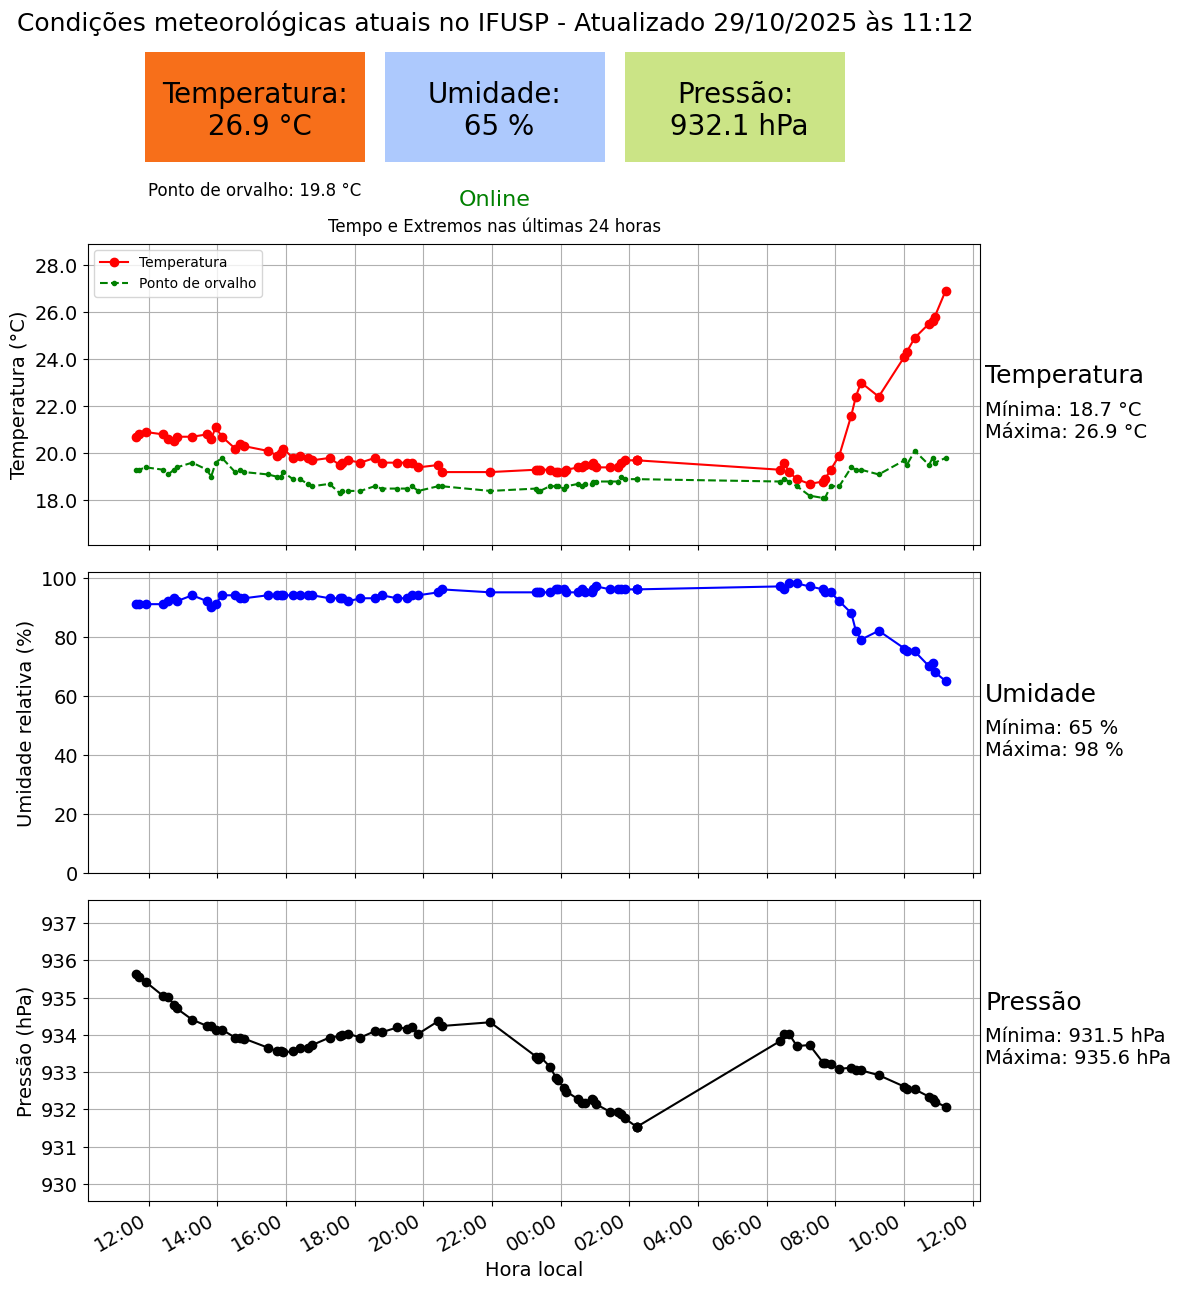 Condições meteorológicas atuais no IFUSP - Atualizado 29/10/2025 às 11:12
Temperatura:
26.9 °C
Umidade:
65 %
Pressão:
932.1 hPa
Ponto de orvalho: 19.8 °C
Online
Tempo e Extremos nas últimas 24 horas
Temperatura
Ponto de orvalho
Temperatura (°C)
28.0
26.0
24.0
22.0
20.0
18.0
Temperatura
Mínima: 18.7 °C
Máxima: 26.9 °C
Umidade relativa (%)
100
80
60
40
20
0
Umidade
Mínima: 65 %
Máxima: 98 %
Pressão (hPa)
937
936
935
934
933
932
931
930
Pressão
Mínima: 931.5 hPa
Máxima: 935.6 hPa
12:00
14:00
16:00
18:00
20:00
22:00
00:00
02:00
04:00
06:00
08:00
10:00
12:00
Hora local